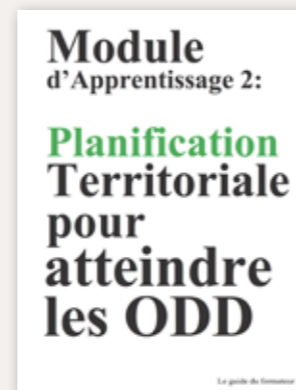 Module
d'Apprentissage 2:
Planification
Territoriale
pour
atteindre
les ODD
Le guide du formateur